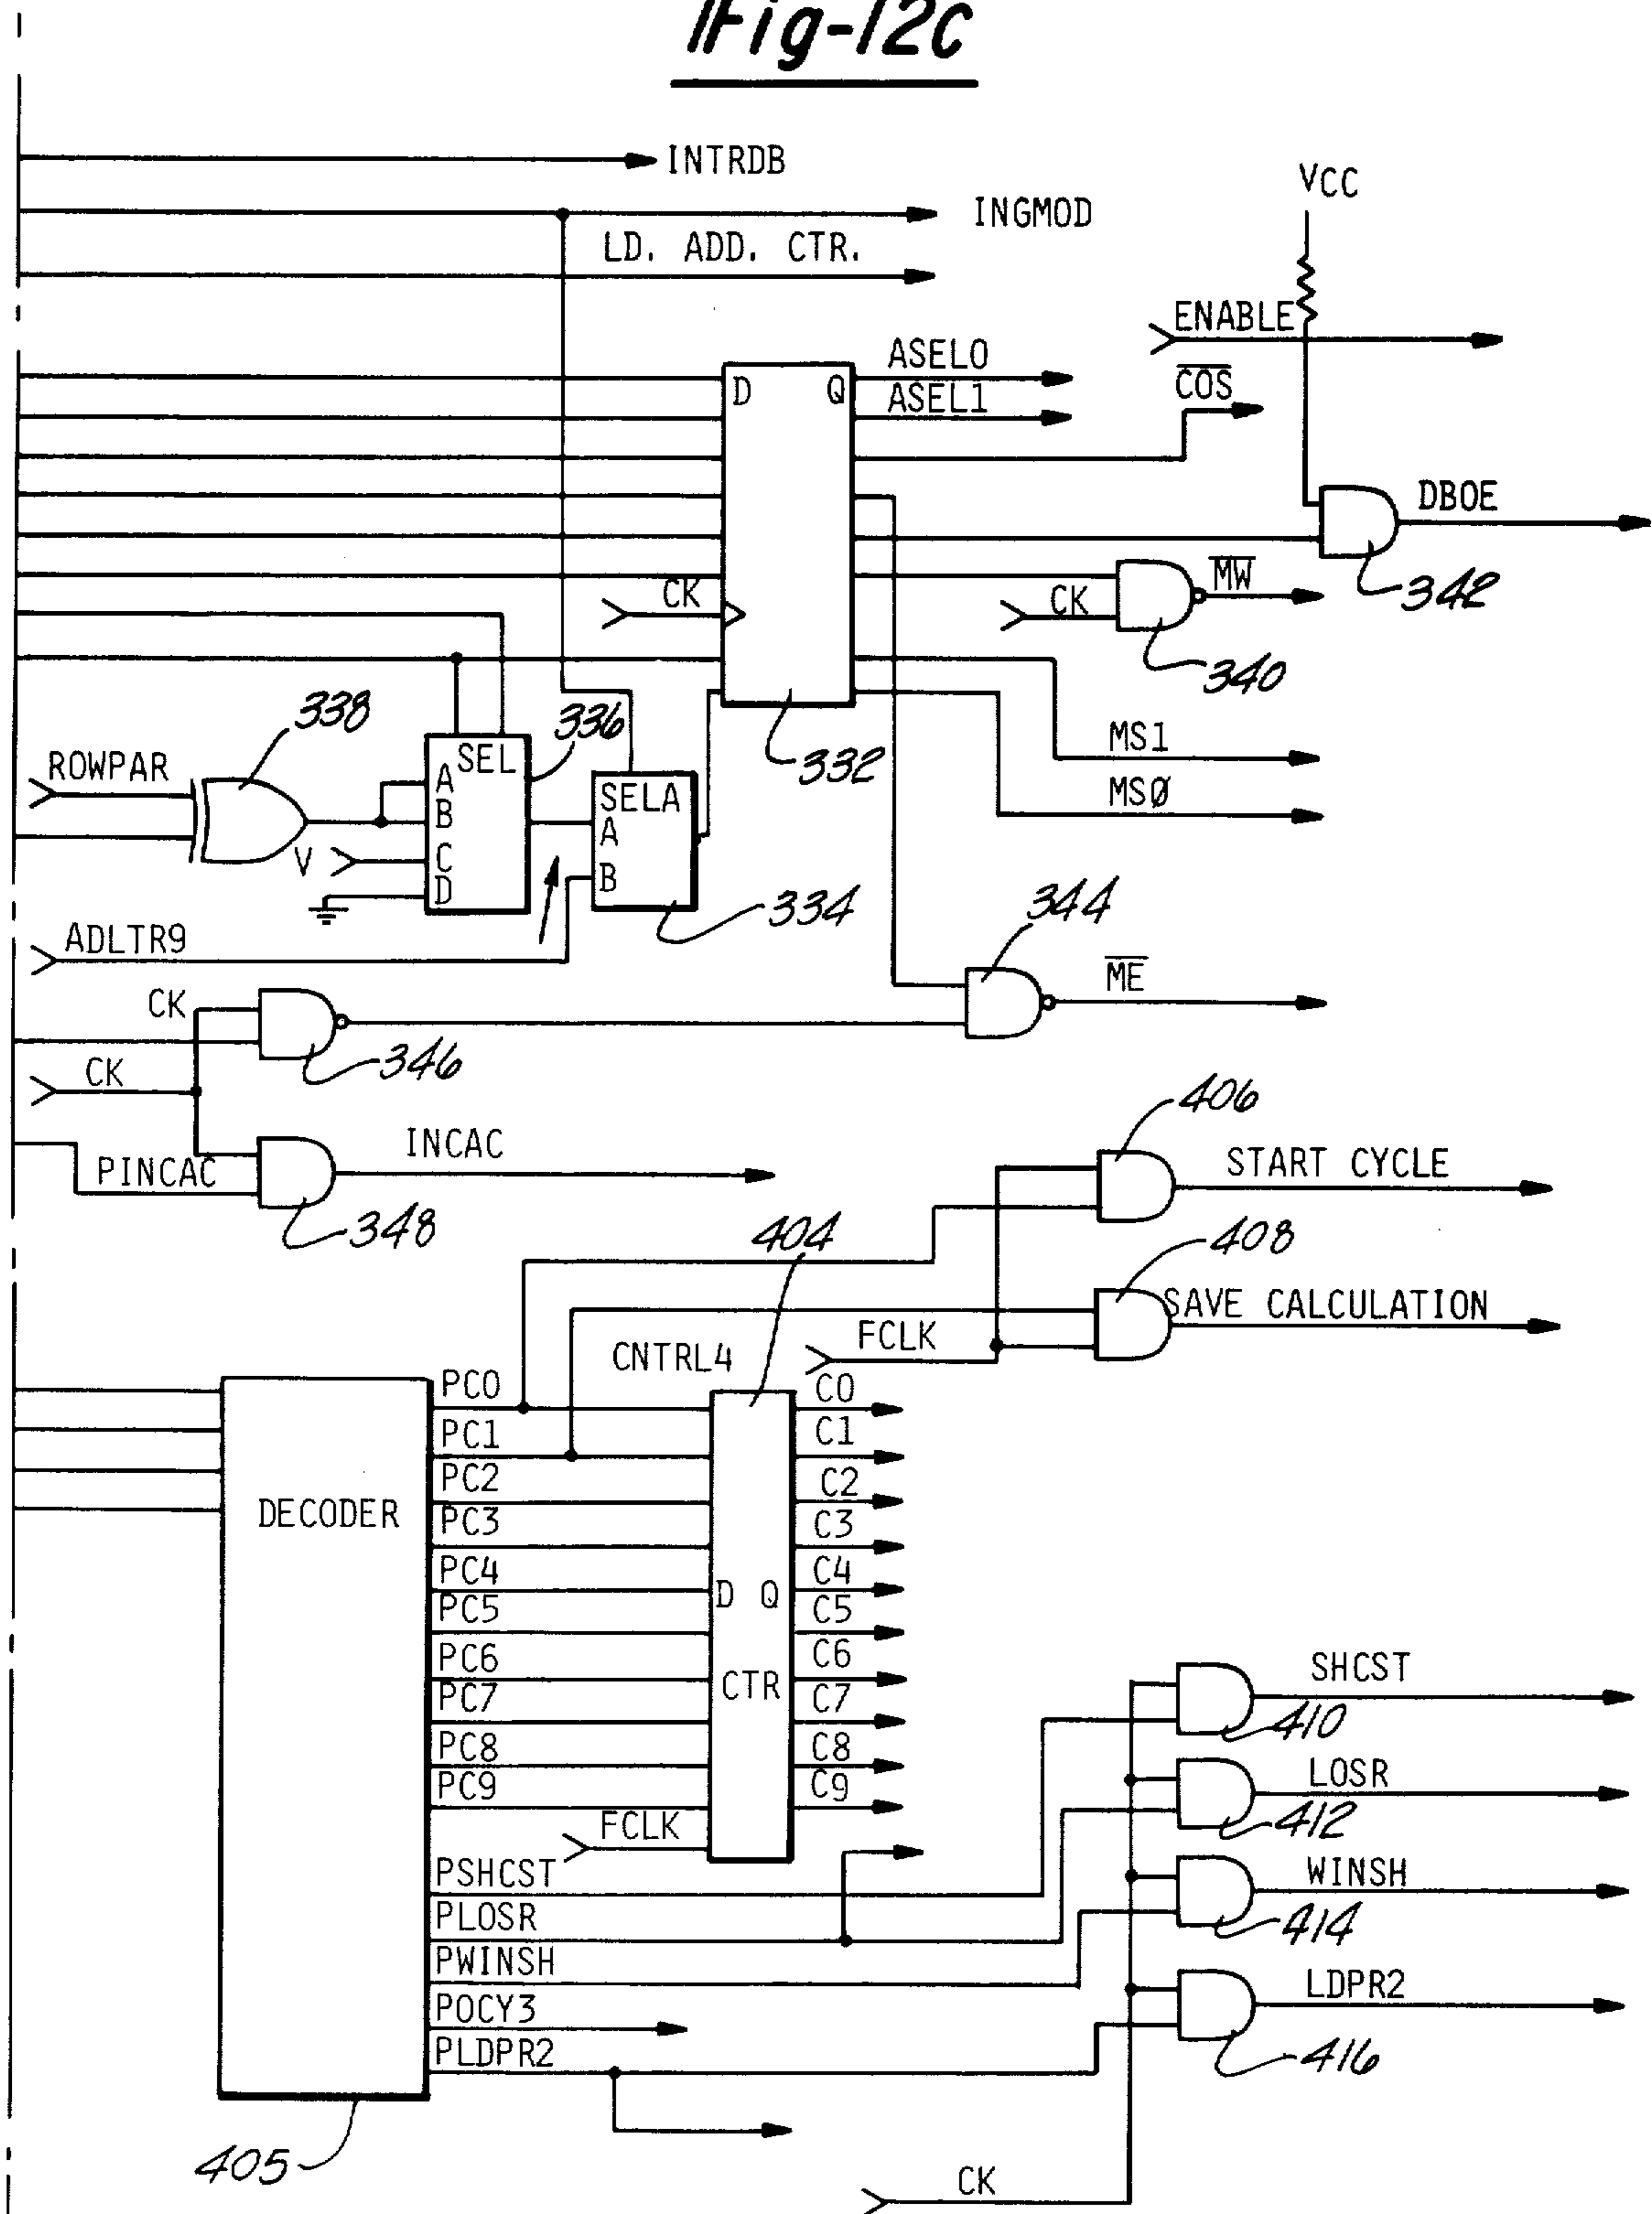 Fig-12c
INTRDB
VCC
INGMOD
LD. ADD. CTR.
ENABLE
ASEL0
COS
D Q
ASEL1
DBOE
MW
CK
CK
342
340
338
336
SEL
MS1
332
ROWPAR
A
SELA
MSØ
B
A
V
C
B
D
334
344
ADLTR9
ME
CK
346
CK
406
INCAC
START CYCLE
PINCAC
348
404
408
SAVE CALCULATION
FCLK
CNTRL4
PC0
C0
PC1
C1
PC2
C2
DECODER
PC3
C3
PC4
C4
D Q
PC5
C5
PC6
C6
SHCST
CTR
PC7
C7
410
PC8
C8
LOSR
PC9
C9
412
FCLK
PSHCST
WINSH
PLOSR
414
PWINSH
LDPR2
POCY3
PLDPR2
416
405
CK